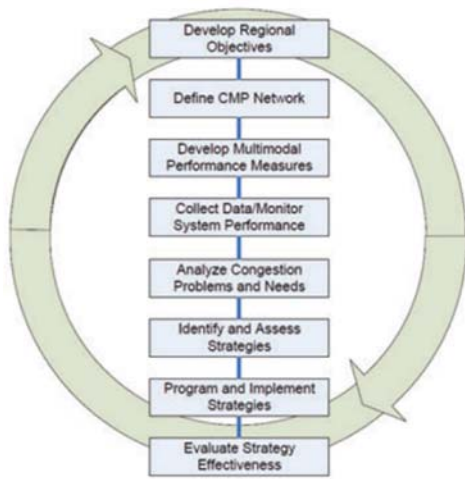 Develop Regional
Objectives
Define CMP Network
Develop Multimodal
Performance Measures
Collect Data/Monitor
System Performance
Analyze Congestion
Problems and Needs
Identify and Assess
Strategies
Program and Implement
Strategies
Evaluate Strategy
Effectiveness